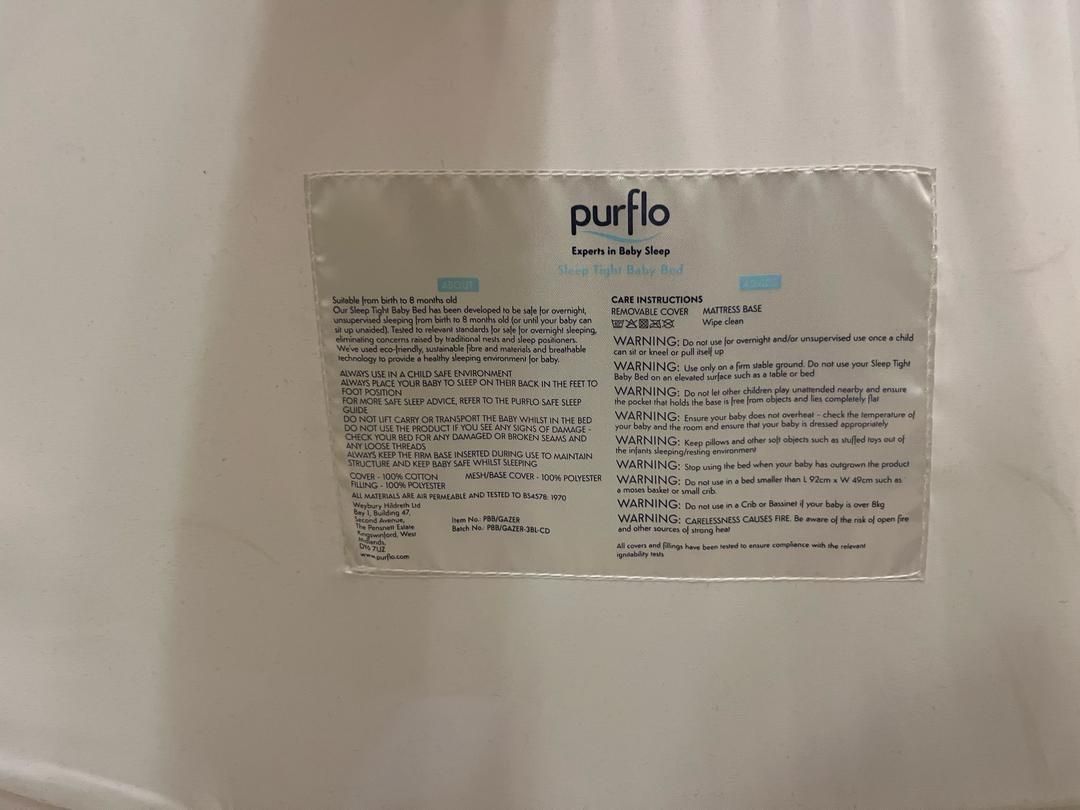 purflo
Experts in Baby Sleep
Sleep Tight Baby Bed
ABOUT
Suitable from birth to 8 months old
Our Sleep Tight Baby Bed has been developed to be safe for overnight,
unsupervised sleeping from birth to 8 months old (or until your baby can
sit up unaided). Tested to relevant standards for safe for overnight sleeping,
eliminating concerns raised by traditional nests and sleep positioners.
We've used eco-friendly, sustainable fibre and materials and breathable
technology to provide a healthy sleeping environment for baby.
ALWAYS USE IN A CHILD SAFE ENVIRONMENT
ALWAYS PLACE YOUR BABY TO SLEEP ON THEIR BACK IN THE FEET TO
FOOT POSITION
FOR MORE SAFE SLEEP ADVICE, REFER TO THE PURFLO SAFE SLEEP
GUIDE
DO NOT LIFT CARRY OR TRANSPORT THE BABY WHILST IN THE BED
DO NOT USE THE PRODUCT IF YOU SEE ANY SIGNS OF DAMAGE -
CHECK YOUR BED FOR ANY DAMAGED OR BROKEN SEAMS AND
ANY LOOSE THREADS
ALWAYS KEEP THE FIRM BASE INSERTED DURING USE TO MAINTAIN
STRUCTURE AND KEEP BABY SAFE WHILST SLEEPING
COVER - 100% COTTON MESH/BASE COVER - 100% POLYESTER
FILLING - 100% POLYESTER
ALL MATERIALS ARE AIR PERMEABLE AND TESTED TO BS4578: 1970
Weybury Hildreth Ltd
Bay 1, Building 47,
Second Avenue,
The Pensnett Estate
Kingswinford, West
Midlands,
DY6 7UZ
www.purflo.com
Item No.: PBB/GAZER
Batch No. PBB/GAZER-3BL-CD
CARE INSTRUCTIONS
REMOVABLE COVER MATTRESS BASE
Wipe clean
WARNING: Do not use for overnight and/or unsupervised use once a child
can sit or kneel or pull itself up
WARNING: Use only on a firm stable ground. Do not use your Sleep Tight
Baby Bed on an elevated surface such as a table or bed
WARNING: Do not let other children play unattended nearby and ensure
the pocket that holds the base is free from objects and lies completely flat
WARNING: Ensure your baby does not overheat - check the temperature of
your baby and the room and ensure that your baby is dressed appropriately
WARNING: Keep pillows and other soft objects such as stuffed toys out of
the infants sleeping/resting environment
WARNING: Stop using the bed when your baby has outgrown the product
WARNING: Do not use in a bed smaller than L 92cm x W 49cm such as
a moses basket or small crib.
WARNING: Do not use in a Crib or Bassinet if your baby is over 8kg
WARNING: CARELESSNESS CAUSES FIRE. Be aware of the risk of open fire
and other sources of strong heat
All covers and fillings have been tested to ensure compliance with the relevant
ignitability tests